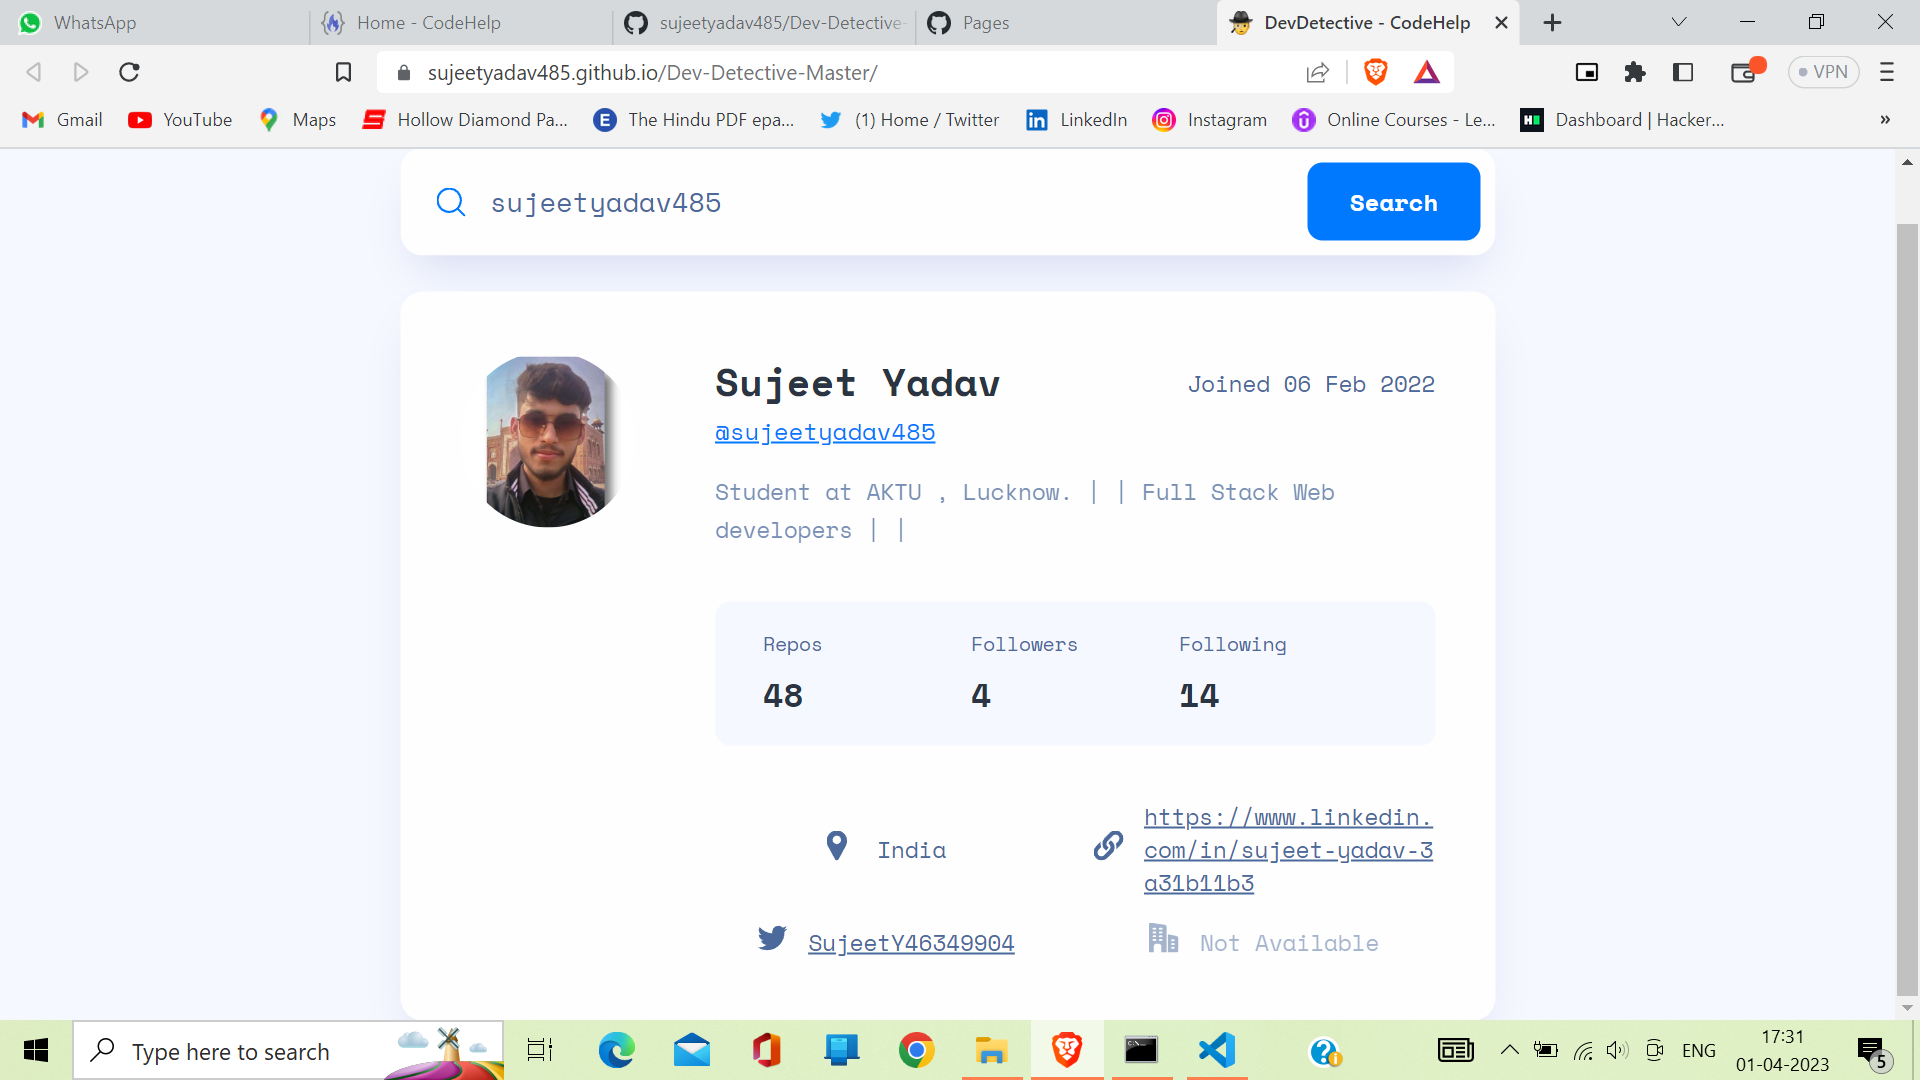 WhatsApp
Home - CodeHelp
sujeetyadav485/Dev-Detective-
Pages
DevDetective - CodeHelp
sujeetyadav485.github.io/Dev-Detective-Master/
VPN
Gmail
YouTube
Maps
Hollow Diamond Pa...
The Hindu PDF epa...
(1) Home / Twitter
LinkedIn
Instagram
Online Courses - Le...
Dashboard | Hacker...
»
sujeetyadav485
Search
Sujeet Yadav
Joined 06 Feb 2022
@sujeetyadav485
Student at AKTU , Lucknow. | | Full Stack Web
developers | |
Repos
Followers
Following
48
4
14
India
https://www.linkedin.
com/in/sujeet-yadav-3
a31b11b3
SujeetY46349904
Not Available
Type here to search
ENG
17:31
01-04-2023
5